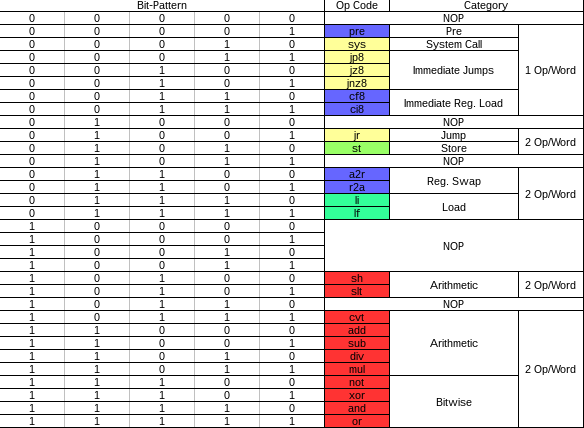 Bit-Pattern Op Code Category
0 0 0 0 0 NOP
0 0 0 0 1 pre Pre
0 0 0 1 0 sys System Call
0 0 0 1 1 jp8
0 0 1 0 0 jz8 Immediate Jumps 1 Op/Word
0 0 1 0 1 jnz8
0 0 1 1 0 cf8 Immediate Reg. Load
0 0 1 1 1 ci8
0 1 0 0 0 NOP
0 1 0 0 1 jr Jump 2 Op/Word
0 1 0 1 0 st Store
0 1 0 1 1 NOP
0 1 1 0 0 a2r Reg. Swap
0 1 1 0 1 r2a 2 Op/Word
0 1 1 1 0 li Load
0 1 1 1 1 lf
1 0 0 0 0
1 0 0 0 1 NOP
1 0 0 1 0
1 0 0 1 1
1 0 1 0 0 sh Arithmetic 2 Op/Word
1 0 1 0 1 slt
1 0 1 1 0 NOP
1 0 1 1 1 cvt
1 1 0 0 0 add
1 1 0 0 1 sub Arithmetic
1 1 0 1 0 div
1 1 0 1 1 mul 2 Op/Word
1 1 1 0 0 not
1 1 1 0 1 xor Bitwise
1 1 1 1 0 and
1 1 1 1 1 or